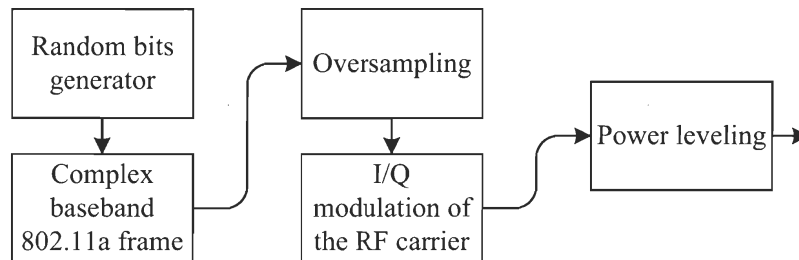 Random bits
generator
Complex
baseband
802.11a frame
Oversampling
I/Q
modulation of
the RF carrier
Power leveling